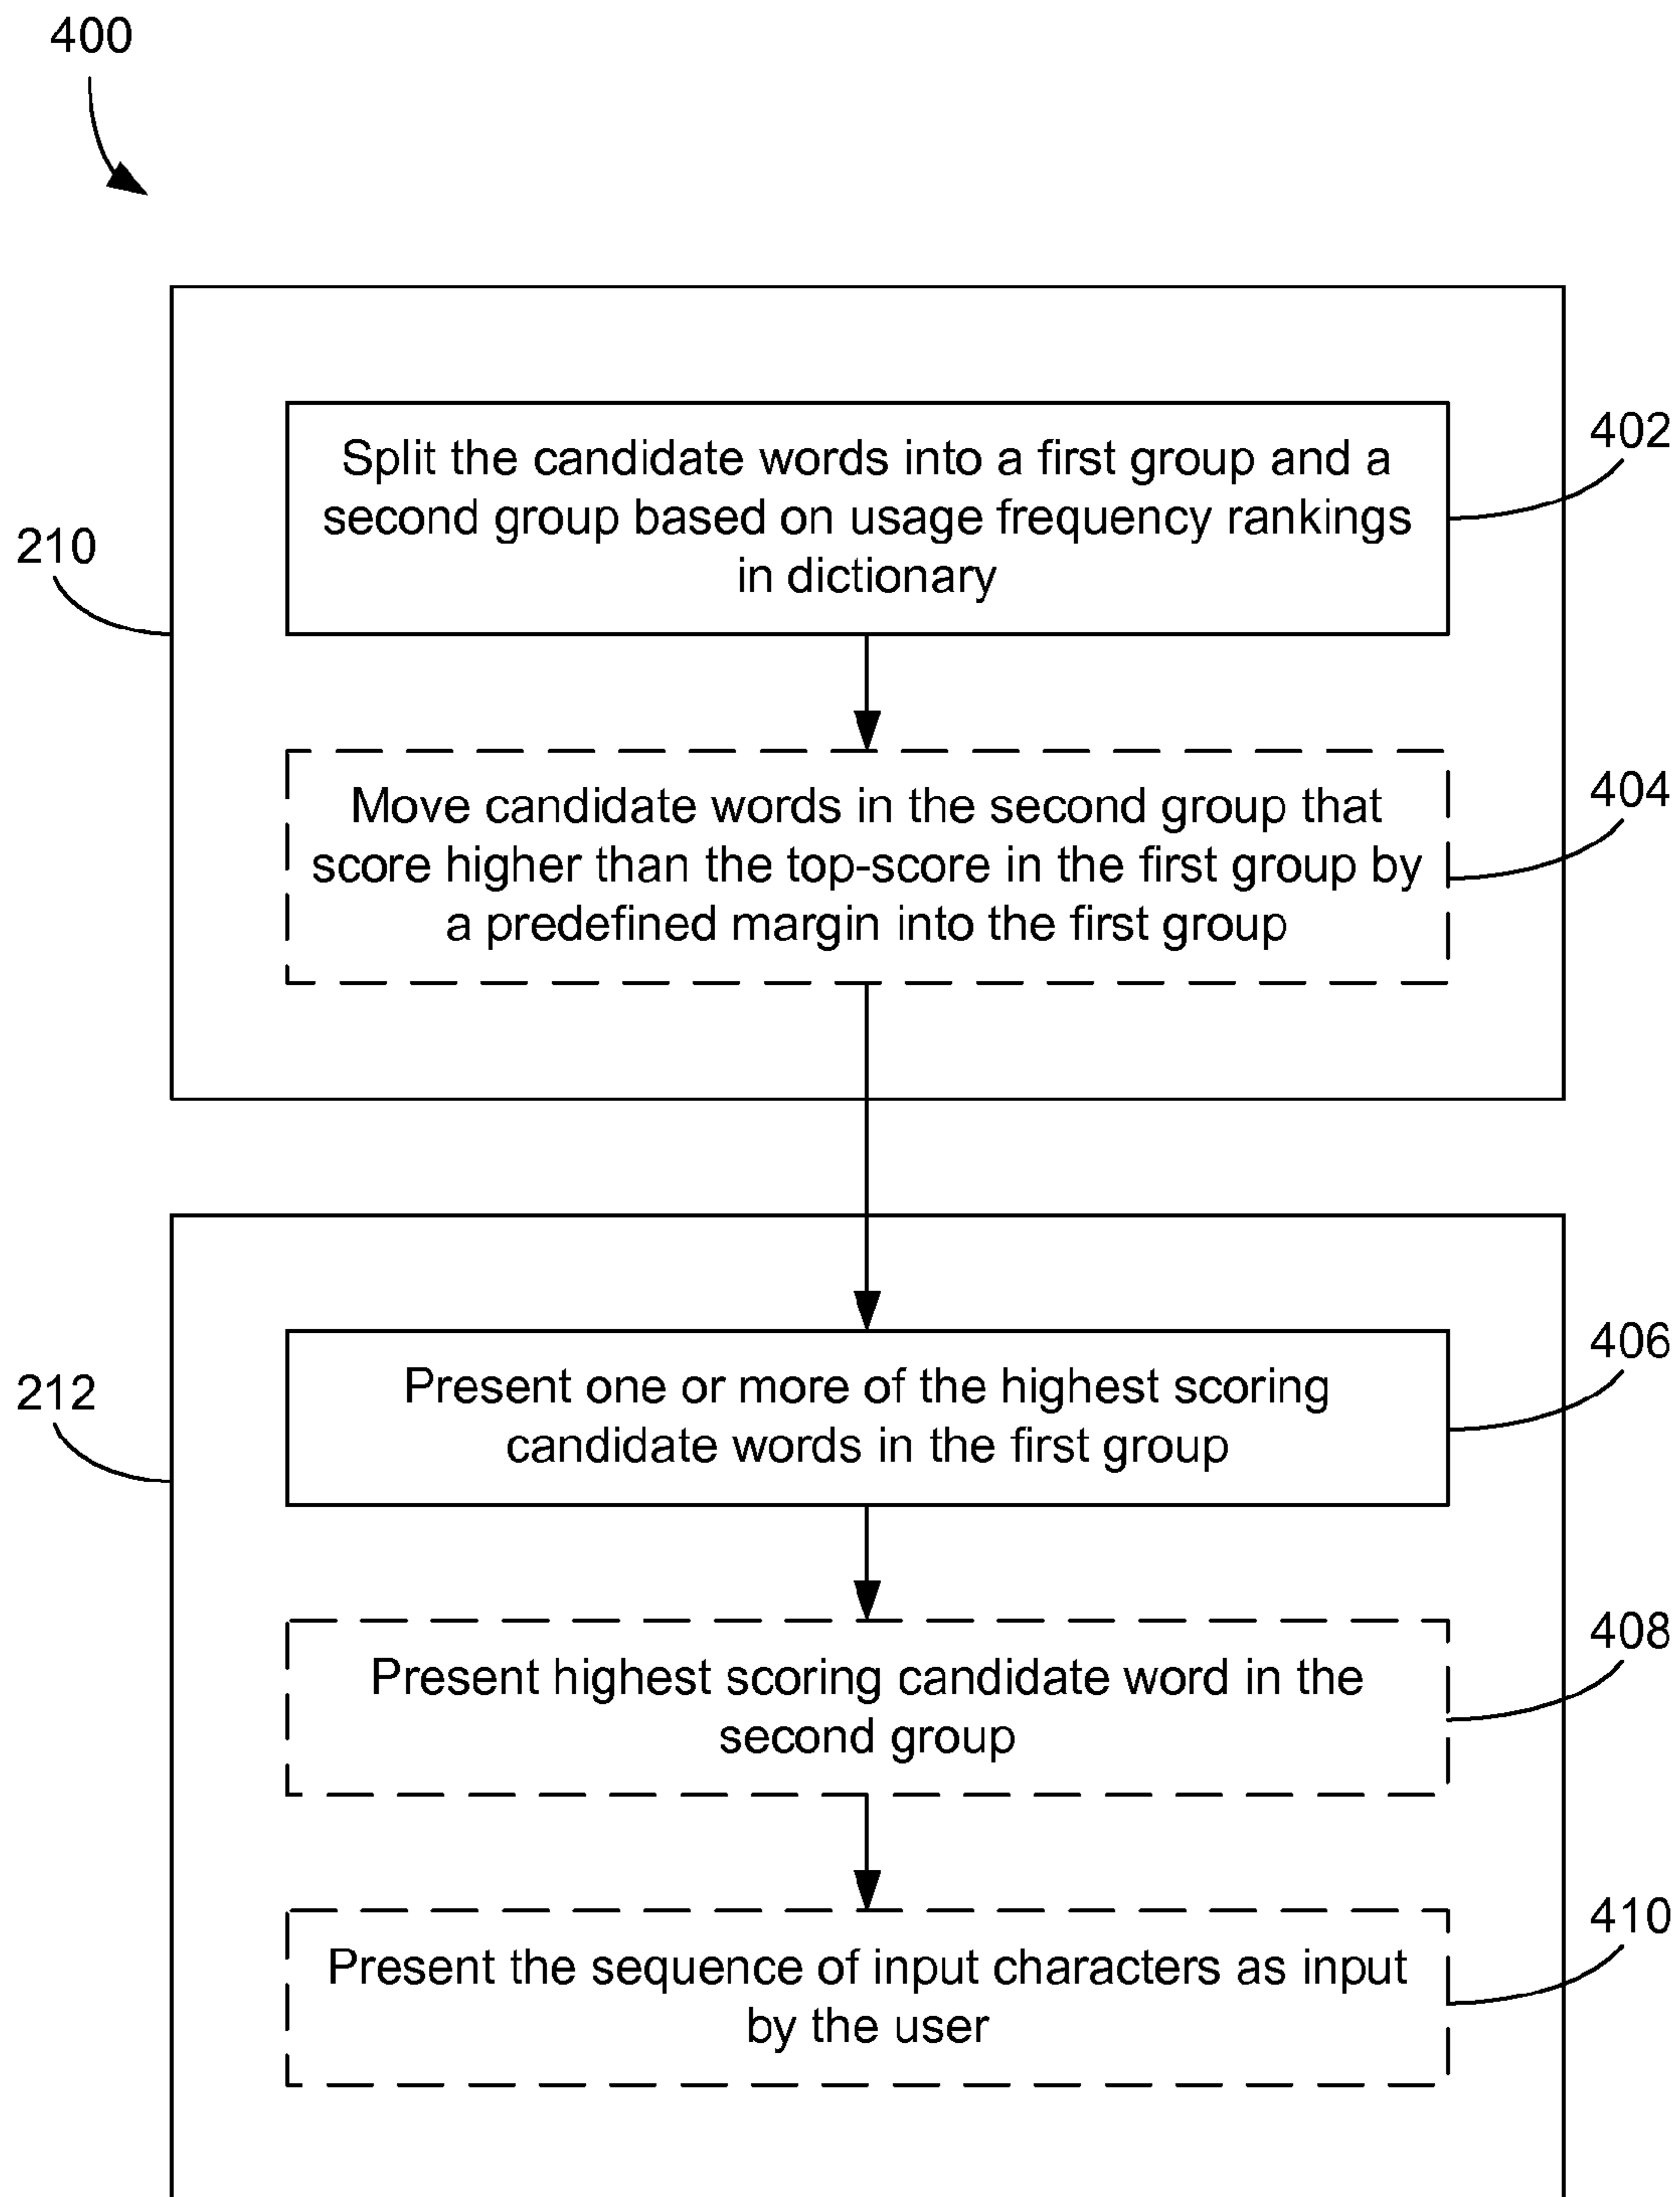 400
Split the candidate words into a first group and a
second group based on usage frequency rankings
in dictionary
402
210
Move candidate words in the second group that
score higher than the top-score in the first group by
a predefined margin into the first group
404
Present one or more of the highest scoring
candidate words in the first group
406
212
Present highest scoring candidate word in the
second group
408
Present the sequence of input characters as input
by the user
410